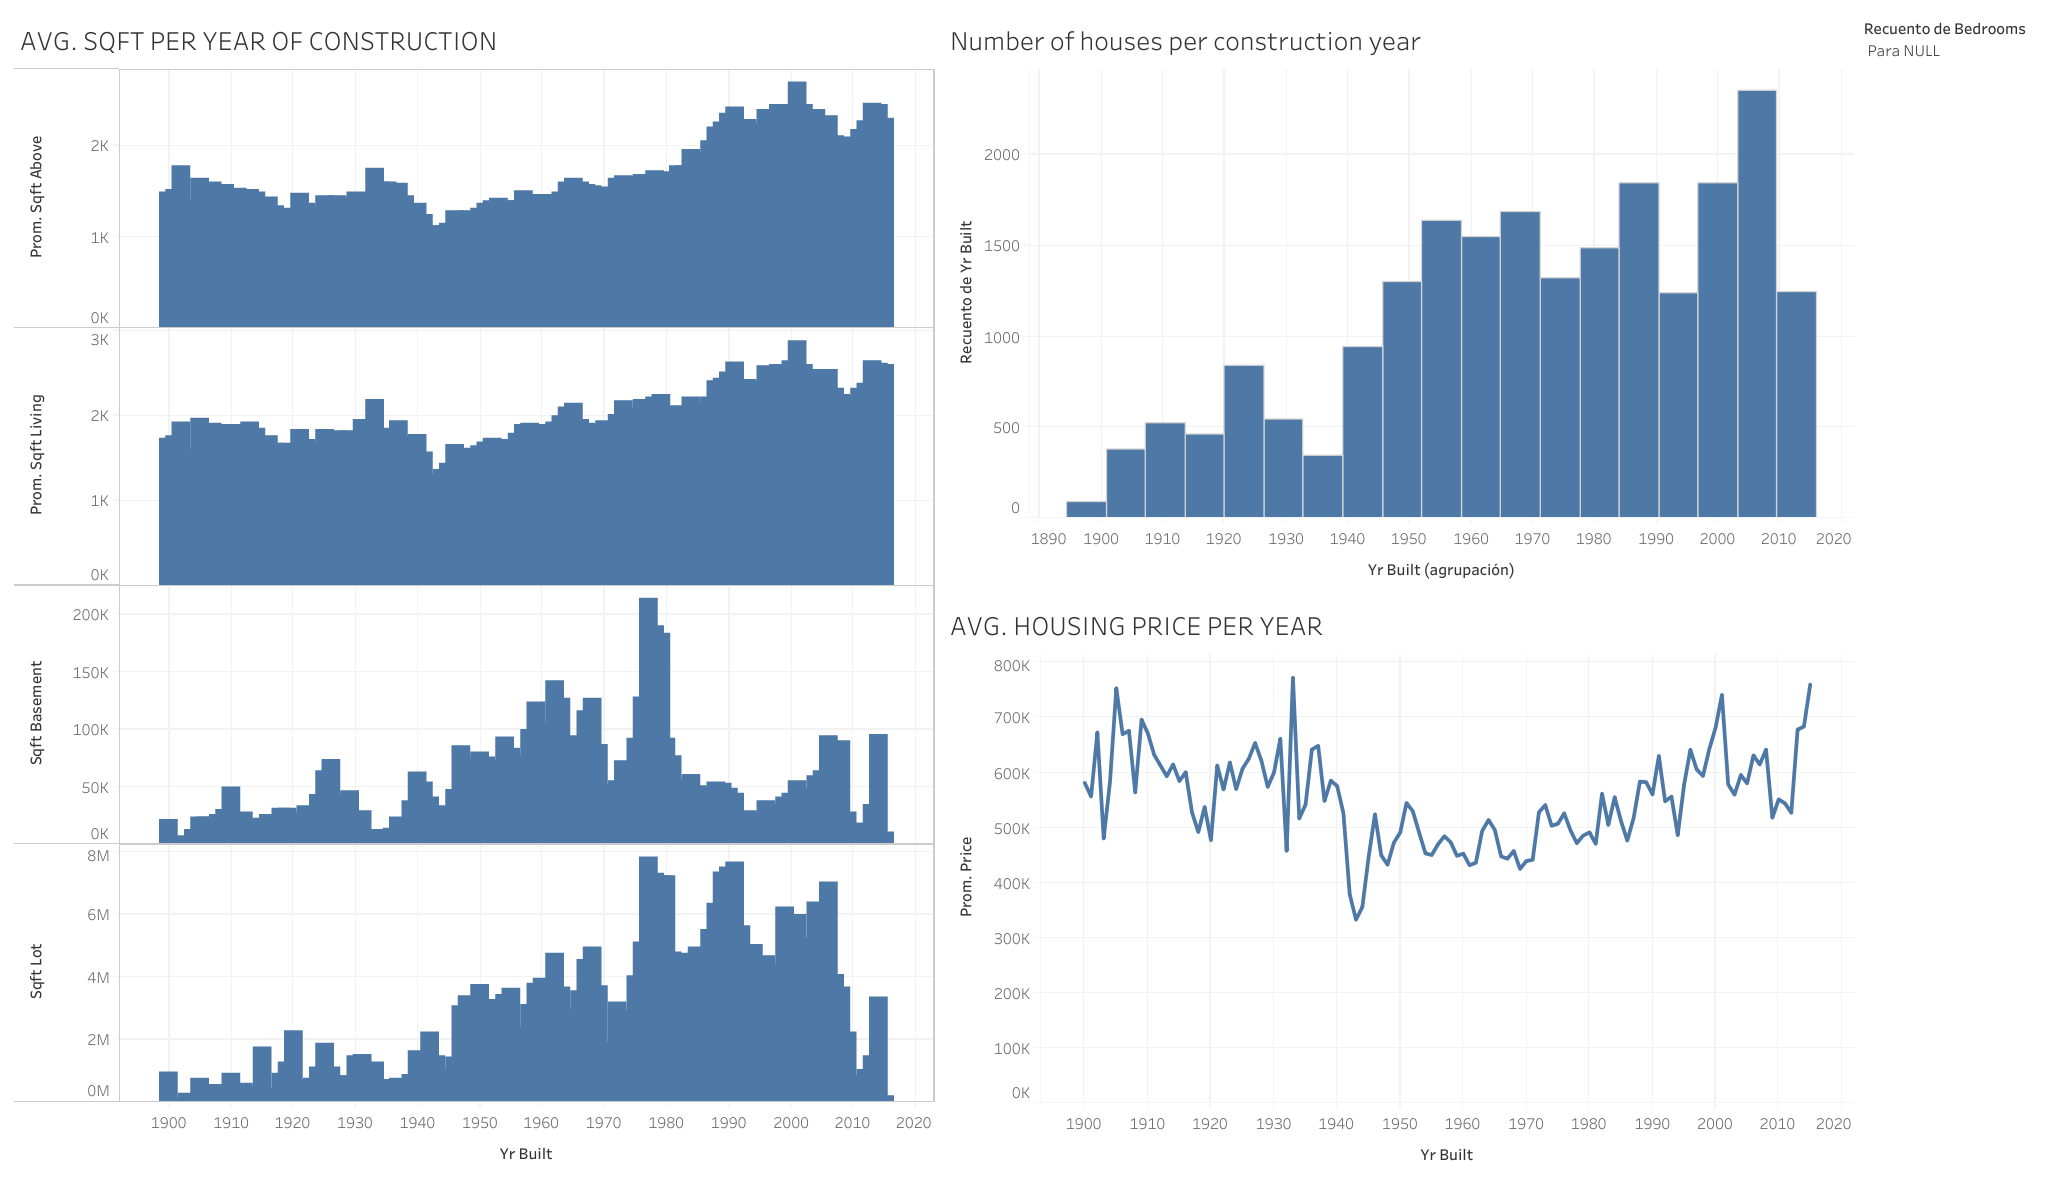 AVG. SQFT PER YEAR OF CONSTRUCTION
Prom. Sqft Above
2K
1K
0K
Prom. Sqft Living
3K
2K
1K
0K
Sqft Basement
200K
150K
100K
50K
0K
Sqft Lot
8M
6M
4M
2M
0M
1900 1910 1920 1930 1940 1950 1960 1970 1980 1990 2000 2010 2020
Yr Built
Number of houses per construction year
Recuento de Yr Built
2000
1500
1000
500
0
1890 1900 1910 1920 1930 1940 1950 1960 1970 1980 1990 2000 2010 2020
Yr Built (agrupación)
Recuento de Bedrooms
Para NULL
AVG. HOUSING PRICE PER YEAR
Prom. Price
800K
700K
600K
500K
400K
300K
200K
100K
0K
1900 1910 1920 1930 1940 1950 1960 1970 1980 1990 2000 2010 2020
Yr Built